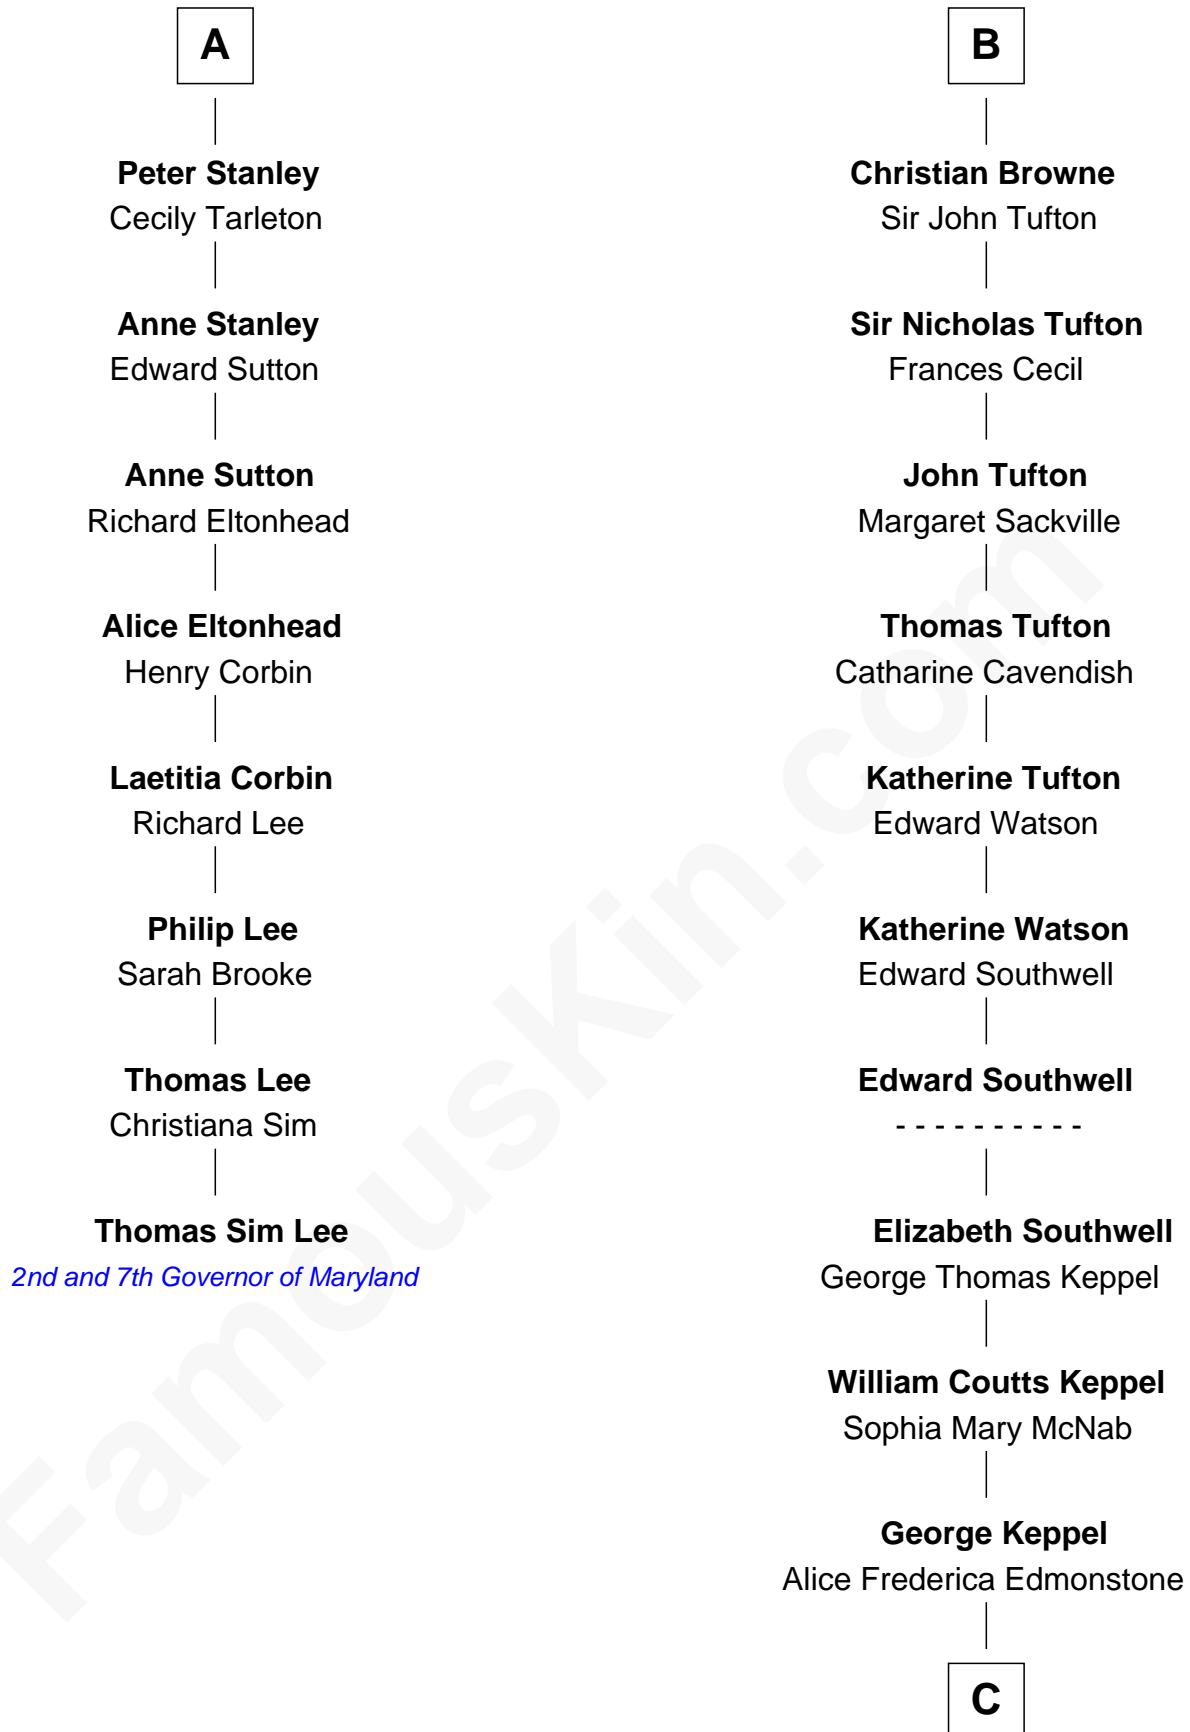 A
Peter Stanley
Cecily Tarleton
Anne Stanley
Edward Sutton
Anne Sutton
Richard Eltonhead
Alice Eltonhead
Henry Corbin
Laetitia Corbin
Richard Lee
Philip Lee
Sarah Brooke
Thomas Lee
Christiana Sim
Thomas Sim Lee
2nd and 7th Governor of Maryland
B
Christian Browne
Sir John Tufton
Sir Nicholas Tufton
Frances Cecil
John Tufton
Margaret Sackville
Thomas Tufton
Catharine Cavendish
Katherine Tufton
Edward Watson
Katherine Watson
Edward Southwell
Edward Southwell
- - - - - - - - - -
Elizabeth Southwell
George Thomas Keppel
William Coutts Keppel
Sophia Mary McNab
George Keppel
Alice Frederica Edmonstone
C
FamousKin.com